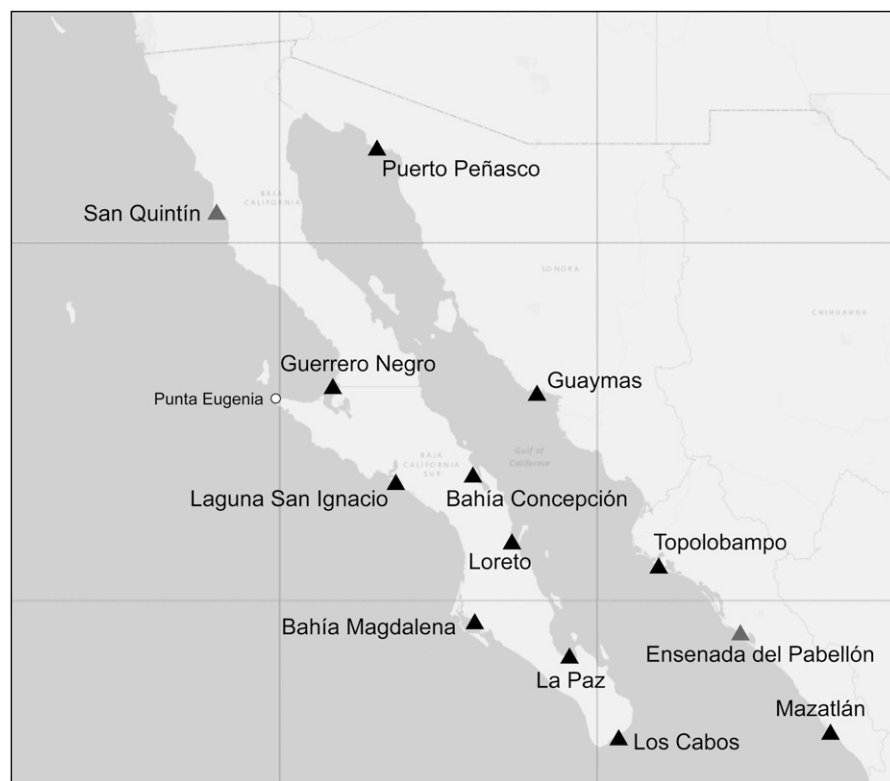 Puerto Peñasco
BAJA
CALIFORNIA
San Quintín
SONORA
CHIHUAHUA
Guerrero Negro
Guaymas
Punta Eugenia
Gulf of
California
BAJA
CALIFORNIA
SUR
Laguna San Ignacio
Bahía Concepción
Topolobampo
Loreto
Bahía Magdalena
Ensenada del Pabellón
La Paz
Mazatlán
Los Cabos